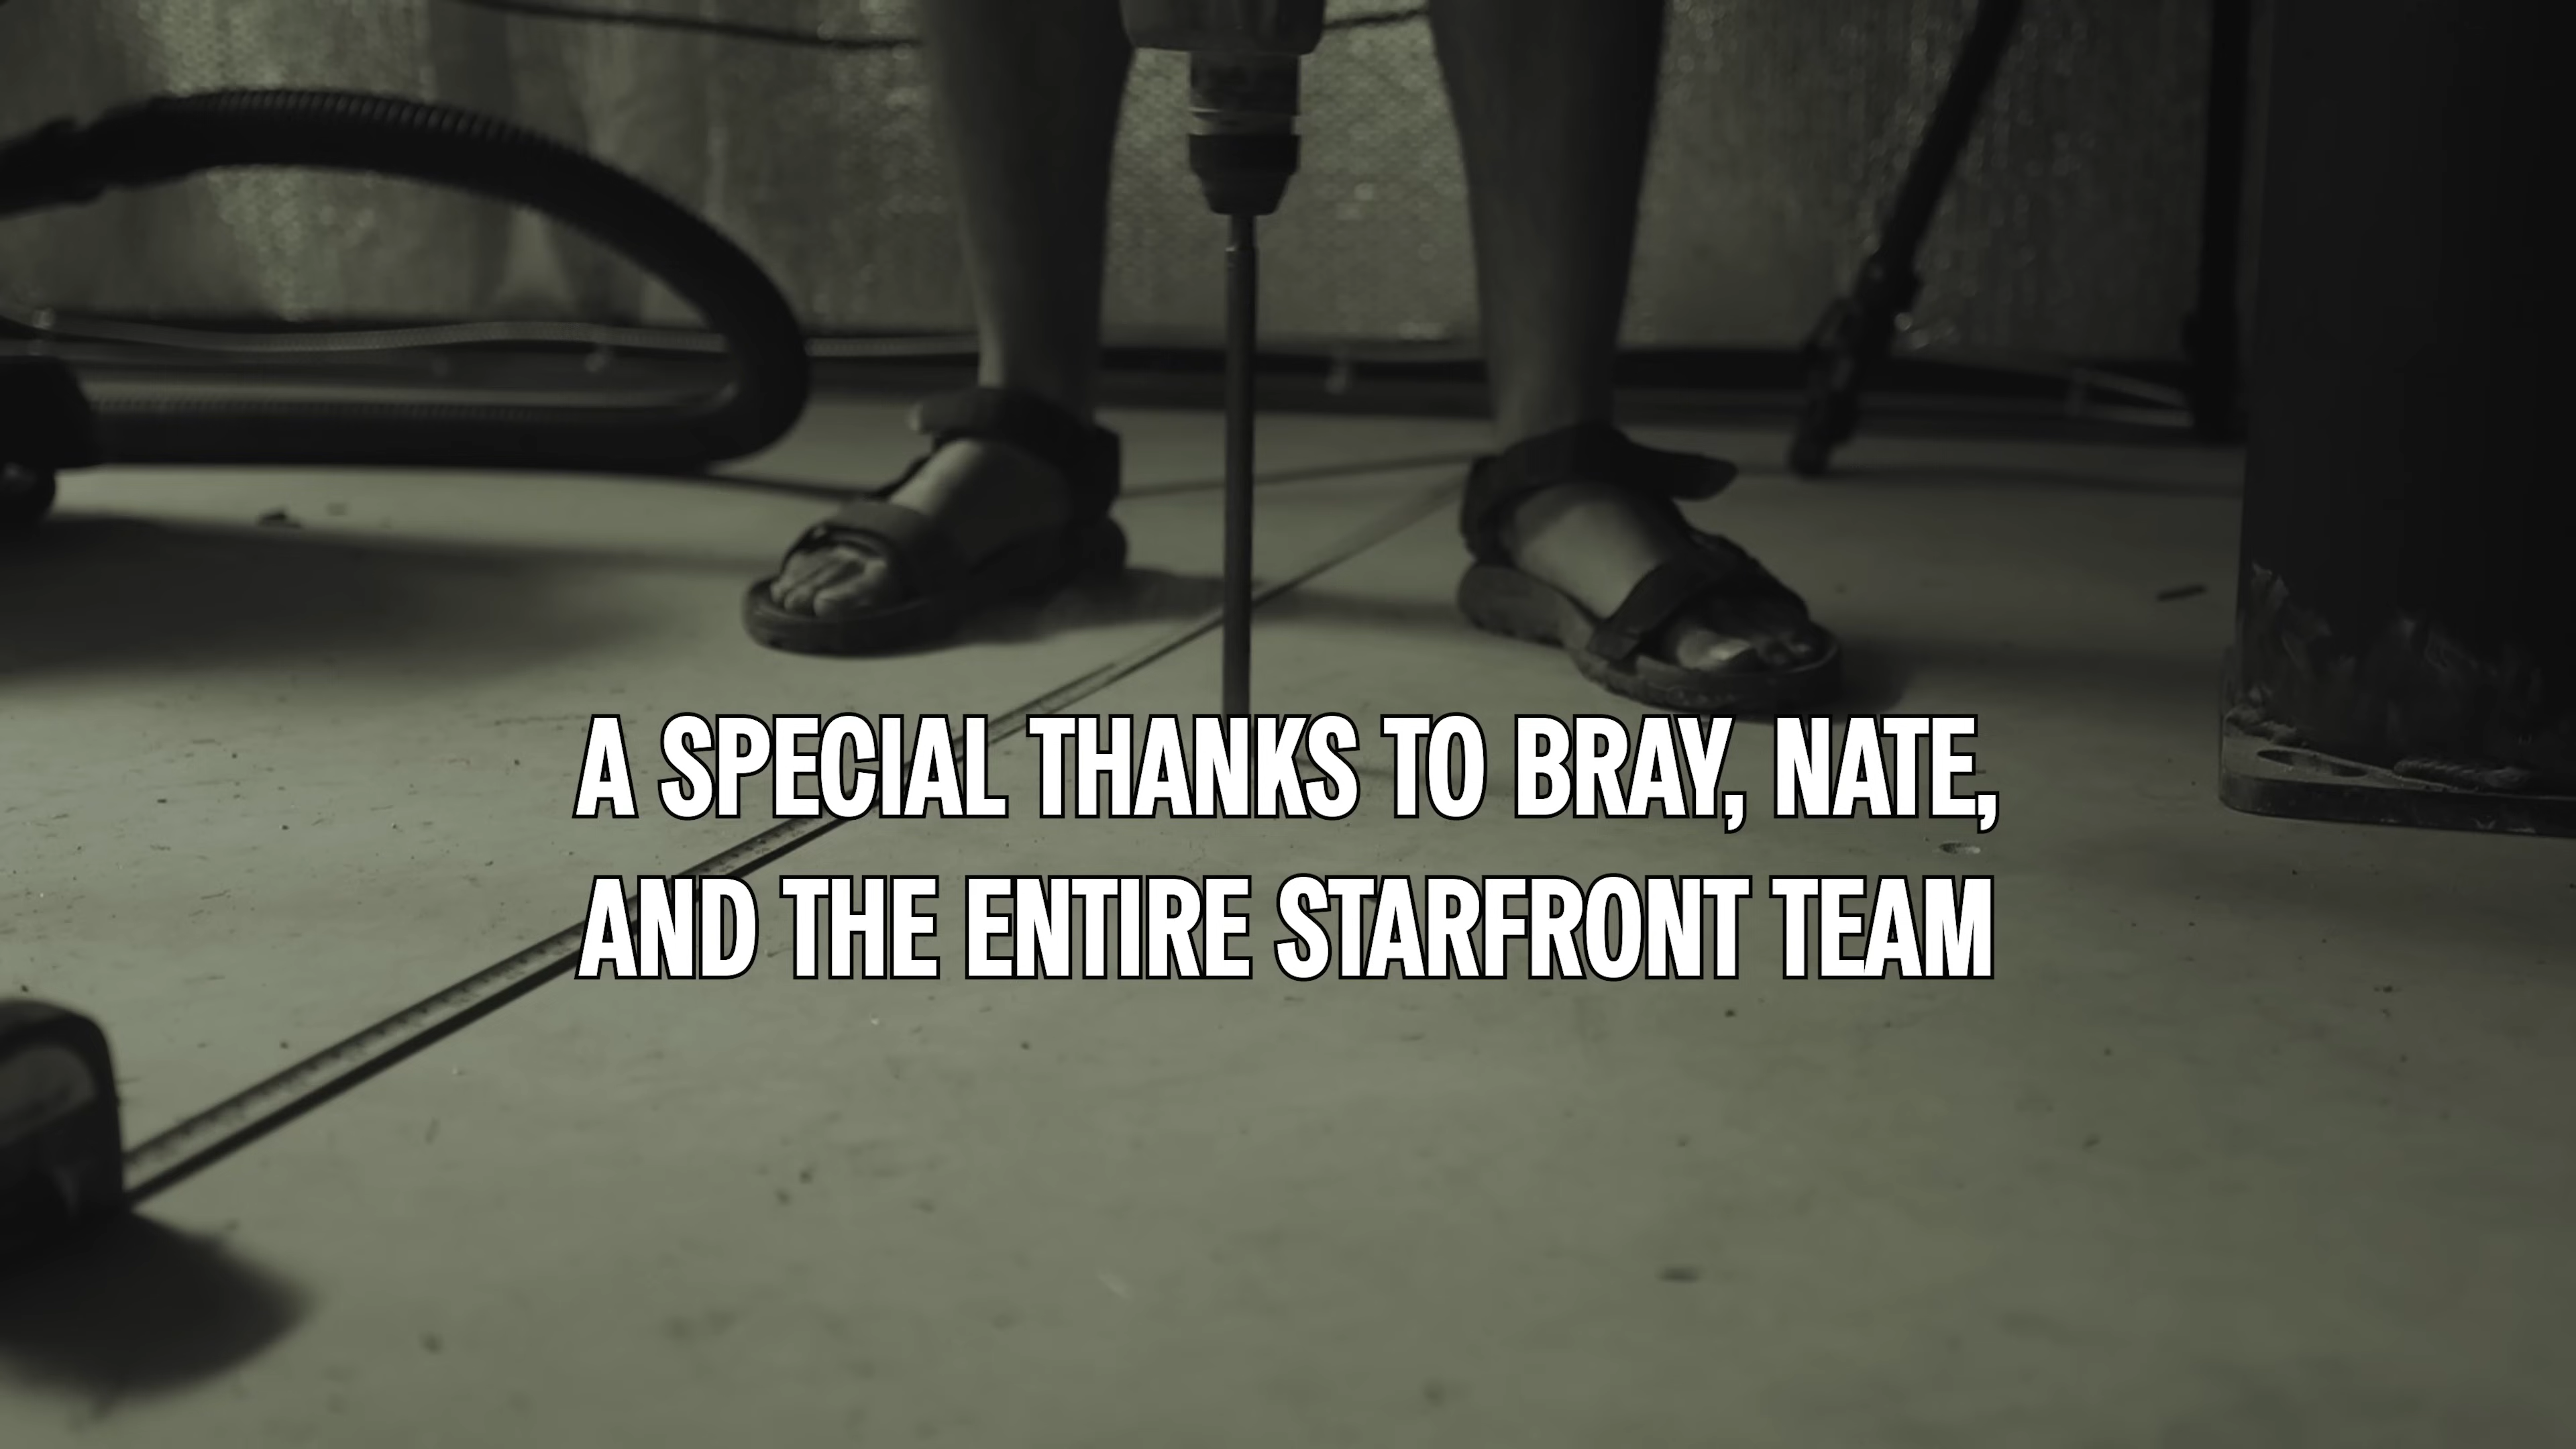 A SPECIAL THANKS TO BRAY, NATE,
AND THE ENTIRE STARFRONT TEAM